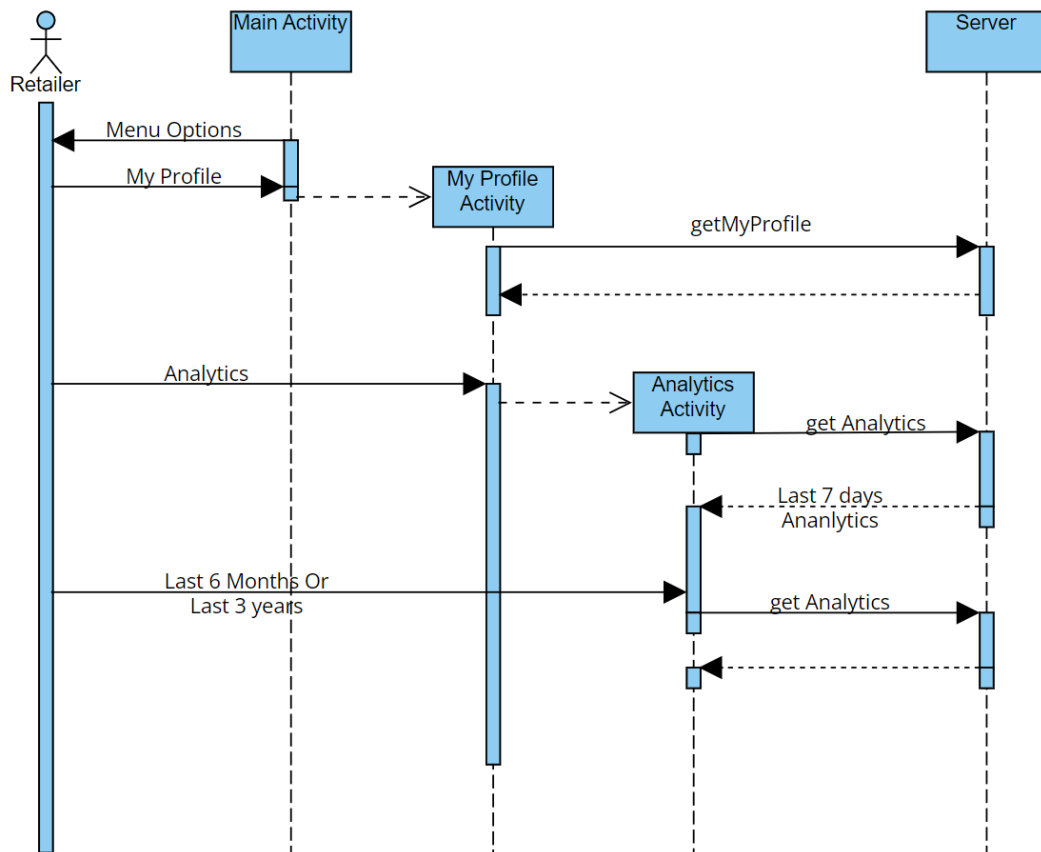 Main Activity
Server
Retailer
Menu Options
My Profile
My Profile
Activity
getMyProfile
Analytics
Analytics
Activity
get Analytics
Last 7 days
Ananlytics
Last 6 Months Or
Last 3 years
get Analytics